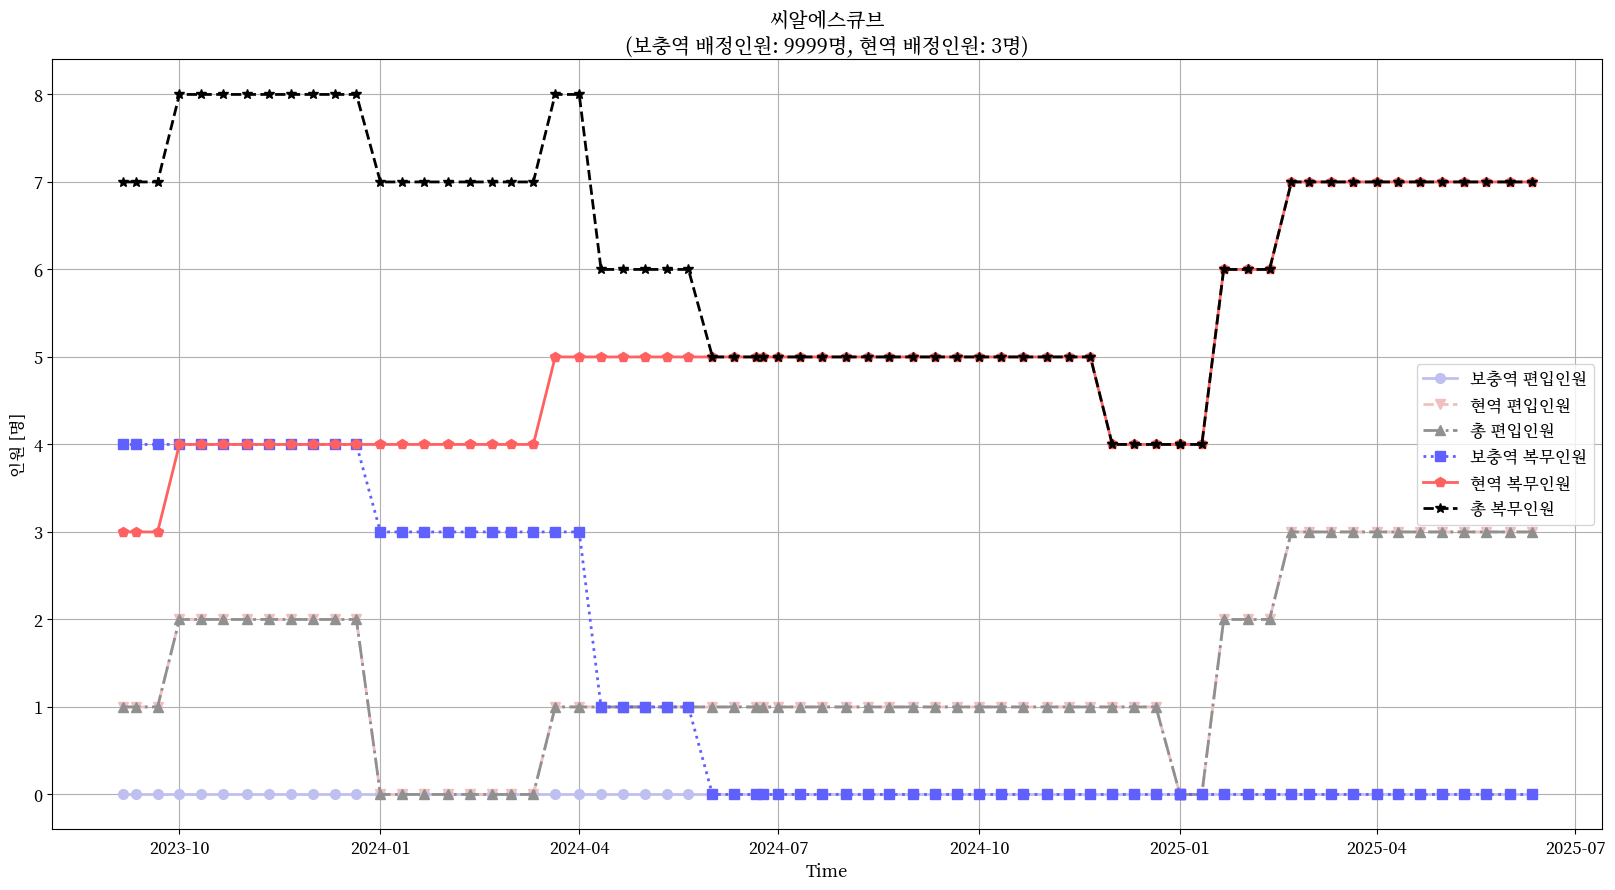 씨알에스큐브
(보충역 배정인원: 9999명, 현역 배정인원: 3명)
인원 [명]
8
7
6
5
4
3
2
1
0
보충역 편입인원
현역 편입인원
총 편입인원
보충역 복무인원
현역 복무인원
총 복무인원
2023-10
2024-01
2024-04
2024-07
2024-10
2025-01
2025-04
2025-07
Time